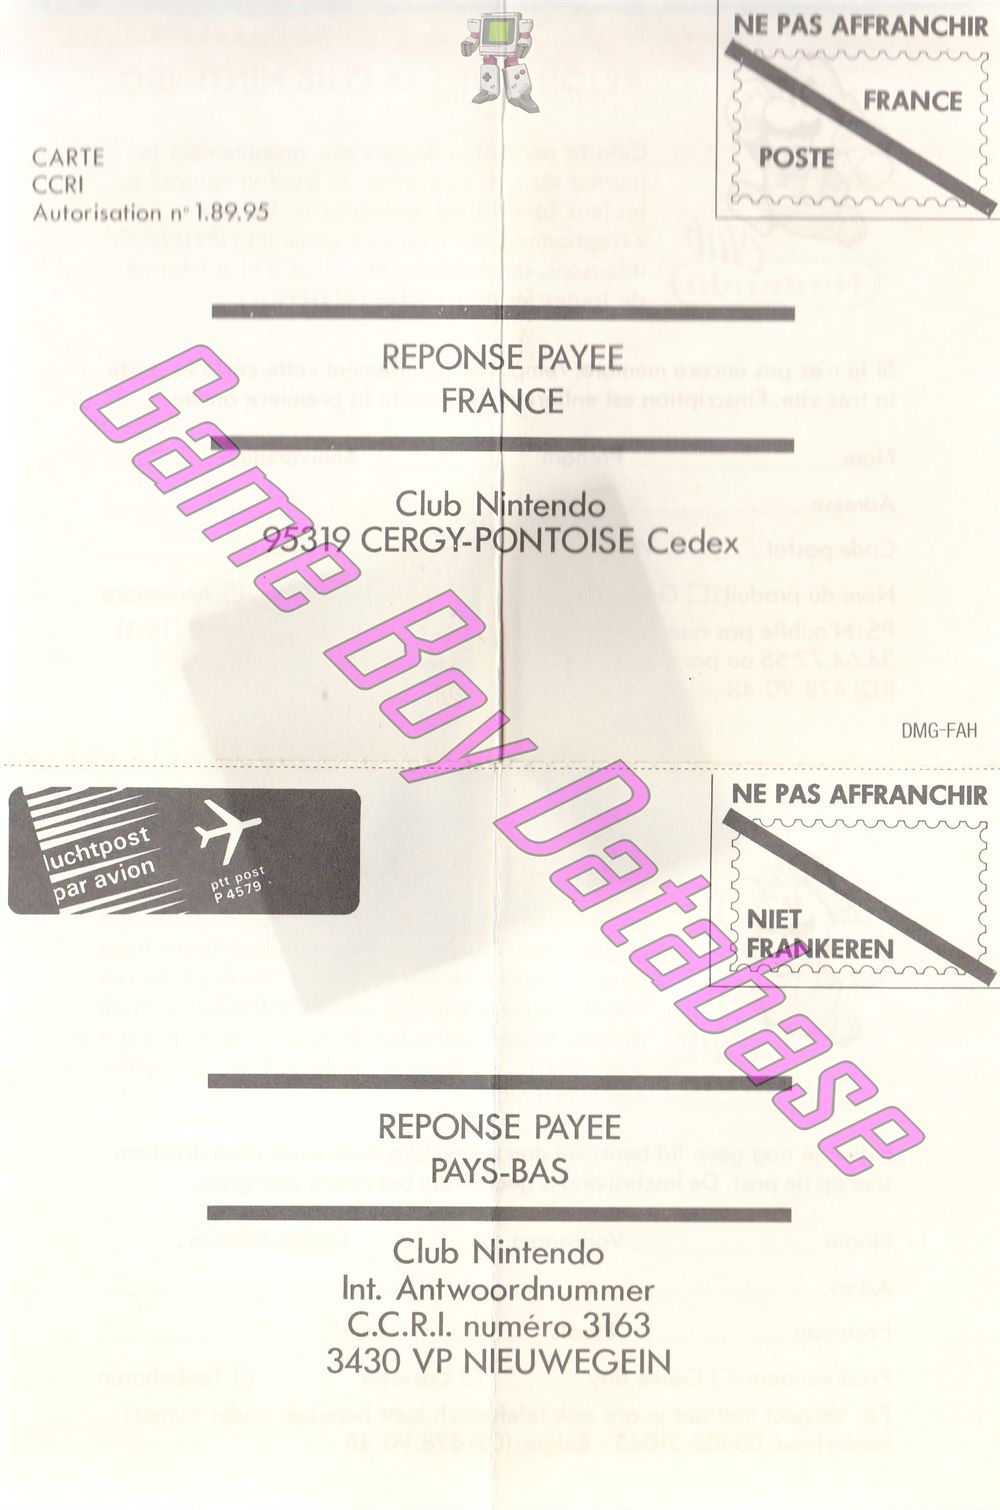 NE PAS AFFRANCHIR
FRANCE
POSTE
CARTE
CCRI
Autorisation n° 1.89.95
REPONSE PAYEE
FRANCE
Club Nintendo
95319 CERGY-PONTOISE Cedex
Game Boy Database
DMG-FAH
luchtpost
par avion
ptt post
P 4579
NE PAS AFFRANCHIR
NIET
FRANKEREN
REPONSE PAYEE
PAYS-BAS
Club Nintendo
Int. Antwoordnummer
C.C.R.I. numéro 3163
3430 VP NIEUWEGEIN